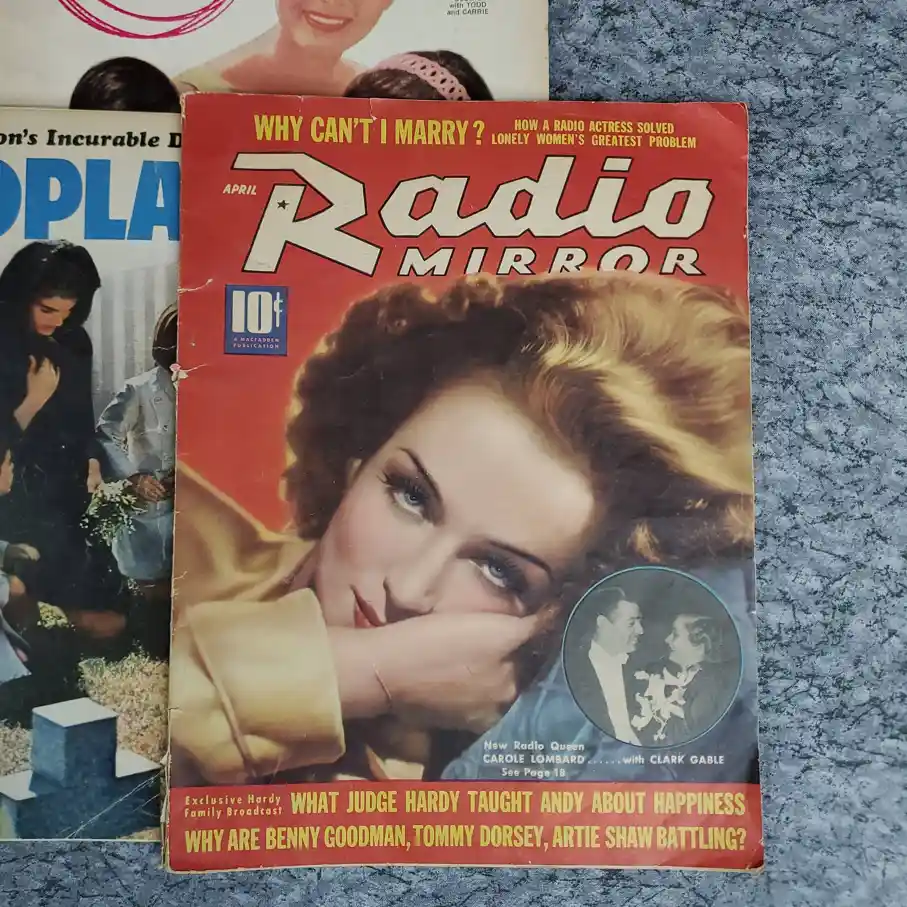 with TODD
and CARRIE
on's Incurable D
OPLA
WHY CAN'T I MARRY?
HOW A RADIO ACTRESS SOLVED
LONELY WOMEN'S GREATEST PROBLEM
APRIL
Radio
MIRROR
10¢
A MACFADDEN
PUBLICATION
New Radio Queen
CAROLE LOMBARD......with CLARK GABLE
See Page 18
Exclusive Hardy
Family Broadcast
WHAT JUDGE HARDY TAUGHT ANDY ABOUT HAPPINESS
WHY ARE BENNY GOODMAN, TOMMY DORSEY, ARTIE SHAW BATTLING?